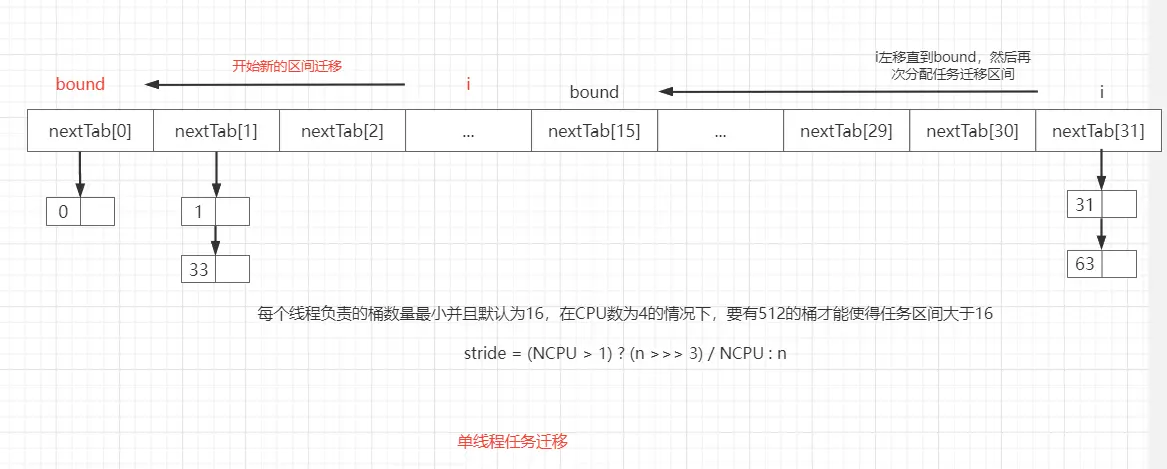 i左移直到bound，然后再
次分配任务迁移区间
开始新的区间迁移
bound
i
bound
i
nextTab[0]
nextTab[1]
nextTab[2]
...
nextTab[15]
...
nextTab[29]
nextTab[30]
nextTab[31]
0
1
31
33
63
每个线程负责的桶数量最小并且默认为16，在CPU数为4的情况下，要有512的桶才能使得任务区间大于16
stride = (NCPU > 1) ? (n >>> 3) / NCPU : n
单线程任务迁移